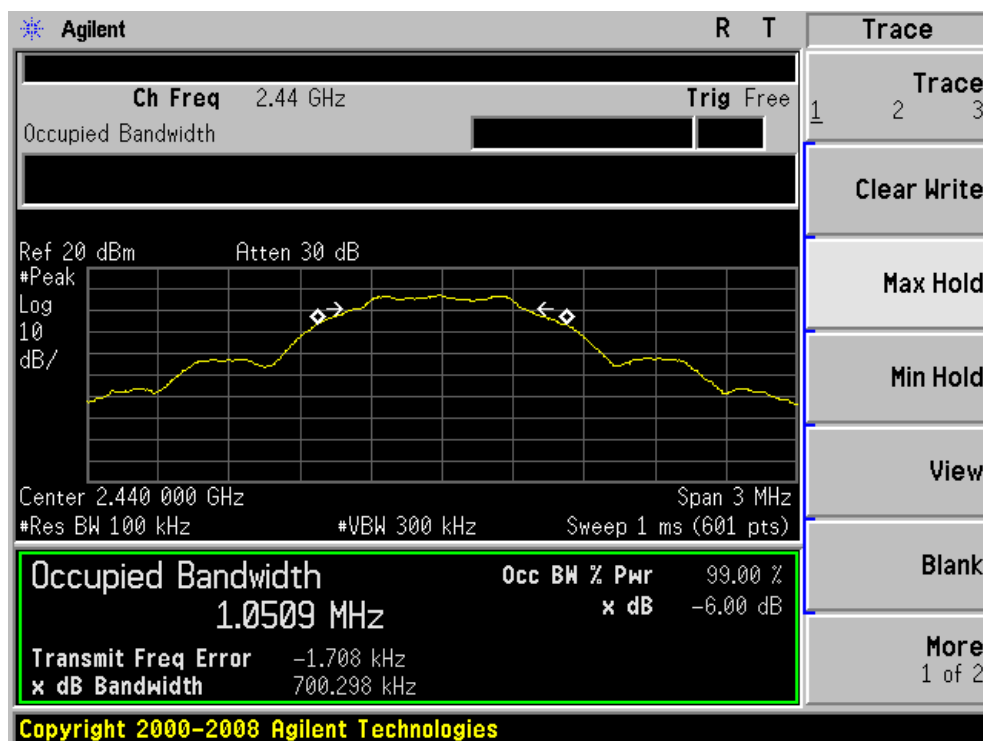 Agilent R T Trace
Ch Freq 2.44 GHz Trig Free
Occupied Bandwidth
Trace
1 2 3
Clear Write
Ref 20 dBm Atten 30 dB
#Peak
Log
10
dB/
Max Hold
Min Hold
View
Center 2.440 000 GHz Span 3 MHz
#Res BW 100 kHz #VBW 300 kHz Sweep 1 ms (601 pts)
Occupied Bandwidth Occ BW % Pwr 99.00 %
1.0509 MHz x dB -6.00 dB
Blank
Transmit Freq Error -1.708 kHz
x dB Bandwidth 700.298 kHz
More
1 of 2
Copyright 2000-2008 Agilent Technologies